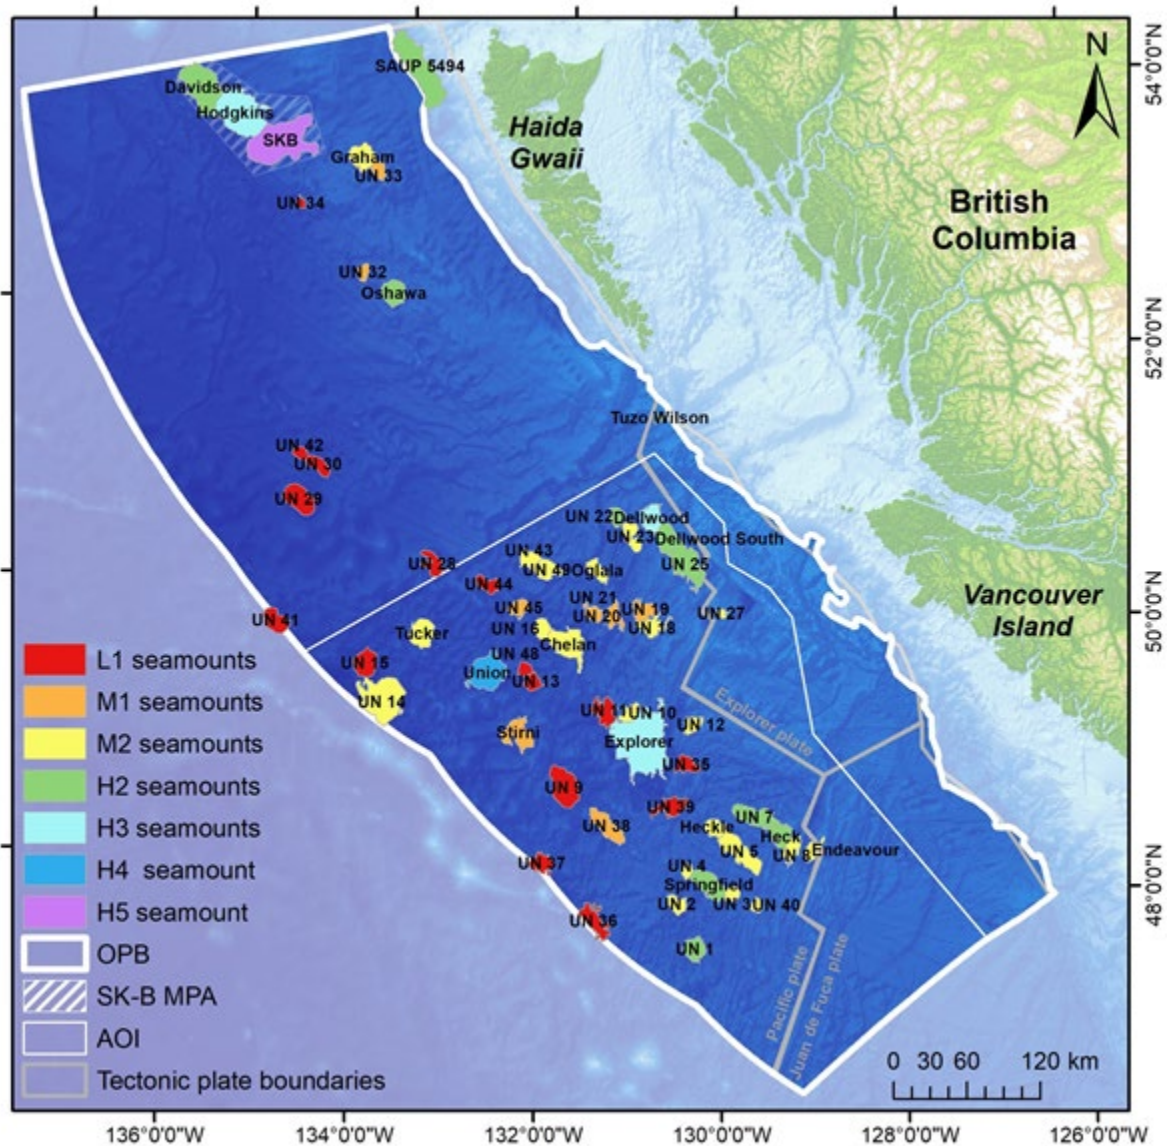 N
54°0'0"N
SAUP 5494
Davidson
Hodgkins
SKB
Haida
Gwaii
Graham
UN 33
UN 34
British
Columbia
UN 32
Oshawa
52°0'0"N
Tuzo Wilson
UN 42
UN 30
UN 29
UN 22
Dellwood
UN 23
Dellwood South
UN 43
UN 28
UN 49
Oglala
UN 25
UN 44
UN 21
UN 45
UN 20
UN 19
UN 27
UN 41
UN 16
UN 18
Tucker
Chelan
Vancouver
Island
50°0'0"N
UN 48
UN 15
Union
UN 13
UN 14
UN 11
UN 10
UN 12
Explorer plate
Stirni
Explorer
UN 35
UN 9
UN 39
UN 7
UN 38
Heckle
Heck
UN 5
UN 8
Endeavour
UN 37
UN 4
Springfield
UN 2
UN 3
UN 40
48°0'0"N
UN 36
UN 1
Pacific plate
Juan de Fuca plate
L1 seamounts
M1 seamounts
M2 seamounts
H2 seamounts
H3 seamounts
H4 seamount
H5 seamount
OPB
SK-B MPA
AOI
Tectonic plate boundaries
0 30 60 120 km
136°0'0"W 134°0'0"W 132°0'0"W 130°0'0"W 128°0'0"W 126°0'0"W